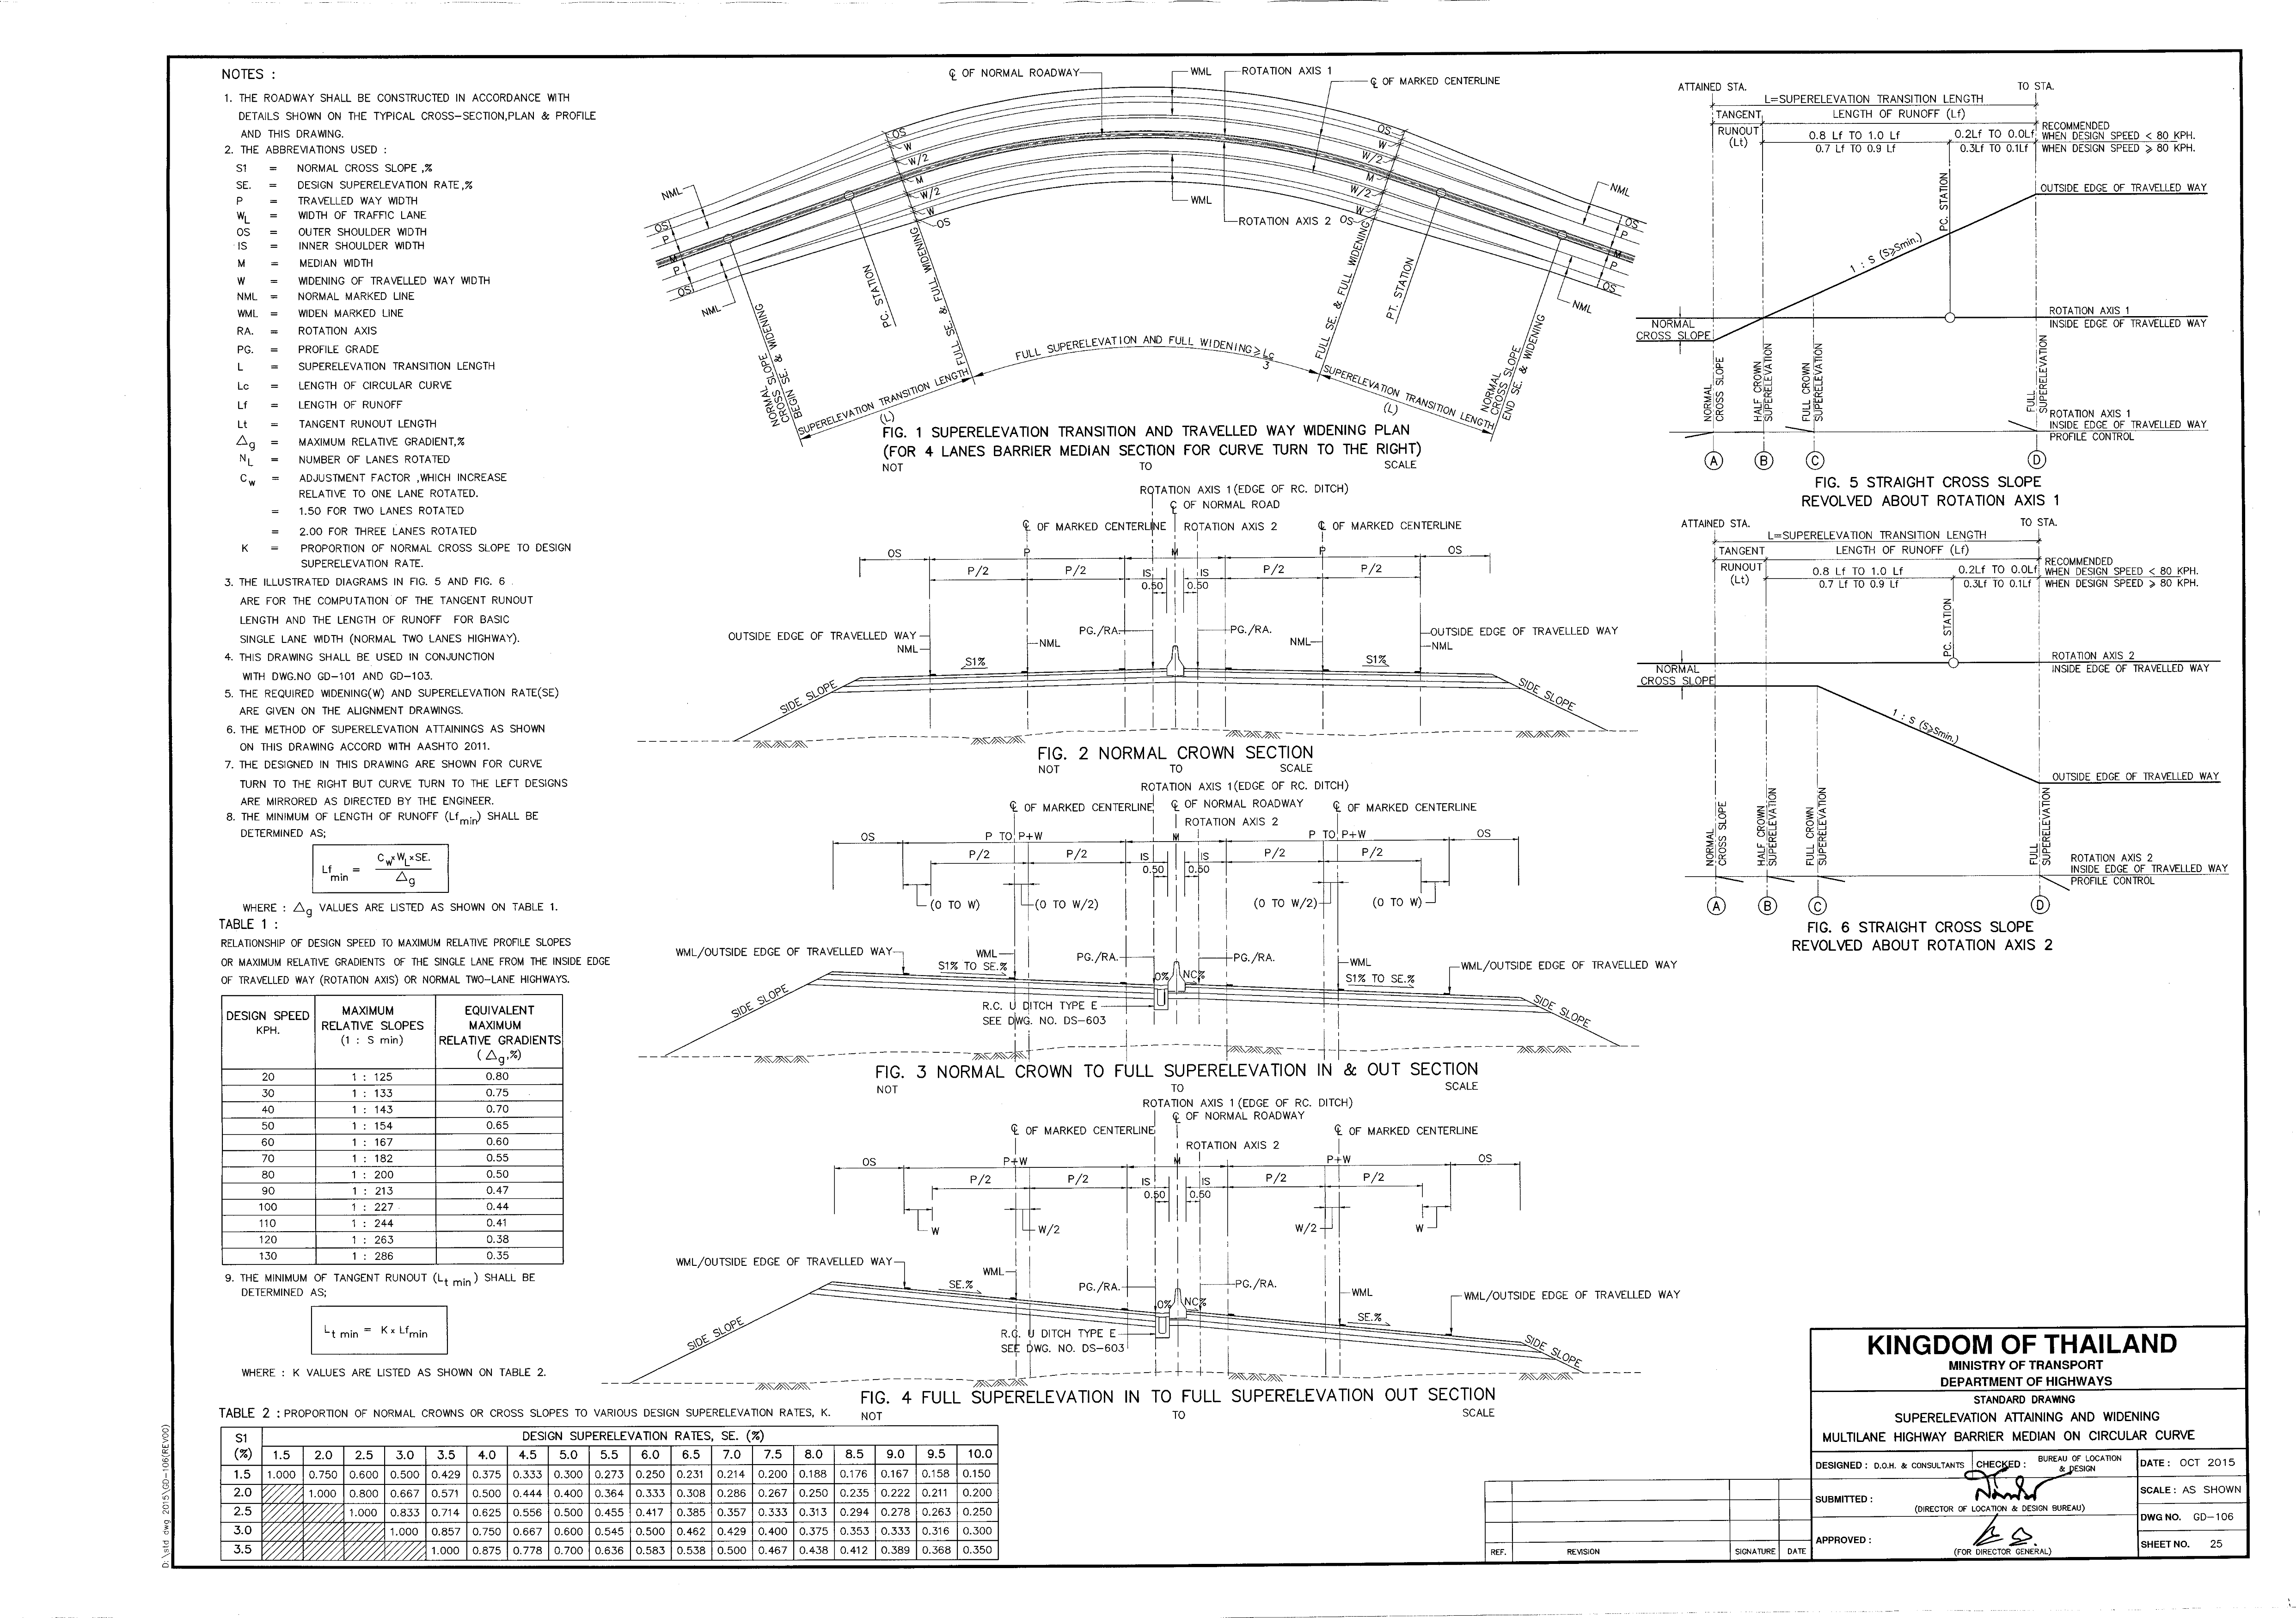 NOTES :
1. THE ROADWAY SHALL BE CONSTRUCTED IN ACCORDANCE WITH
DETAILS SHOWN ON THE TYPICAL CROSS-SECTION,PLAN & PROFILE
AND THIS DRAWING.
2. THE ABBREVIATIONS USED :
S1 = NORMAL CROSS SLOPE ,%
SE. = DESIGN SUPERELEVATION RATE,%
P = TRAVELLED WAY WIDTH
WL = WIDTH OF TRAFFIC LANE
OS = OUTER SHOULDER WIDTH
IS = INNER SHOULDER WIDTH
M = MEDIAN WIDTH
W = WIDENING OF TRAVELLED WAY WIDTH
NML = NORMAL MARKED LINE
WML = WIDEN MARKED LINE
RA. = ROTATION AXIS
PG. = PROFILE GRADE
L = SUPERELEVATION TRANSITION LENGTH
Lc = LENGTH OF CIRCULAR CURVE
Lf = LENGTH OF RUNOFF
Lt = TANGENT RUNOUT LENGTH
△g = MAXIMUM RELATIVE GRADIENT,%
NL = NUMBER OF LANES ROTATED
Cw = ADJUSTMENT FACTOR ,WHICH INCREASE
RELATIVE TO ONE LANE ROTATED.
= 1.50 FOR TWO LANES ROTATED
= 2.00 FOR THREE LANES ROTATED
K = PROPORTION OF NORMAL CROSS SLOPE TO DESIGN
SUPERELEVATION RATE.
3. THE ILLUSTRATED DIAGRAMS IN FIG. 5 AND FIG. 6
ARE FOR THE COMPUTATION OF THE TANGENT RUNOUT
LENGTH AND THE LENGTH OF RUNOFF FOR BASIC
SINGLE LANE WIDTH (NORMAL TWO LANES HIGHWAY).
4. THIS DRAWING SHALL BE USED IN CONJUNCTION
WITH DWG.NO GD-101 AND GD-103.
5. THE REQUIRED WIDENING(W) AND SUPERELEVATION RATE(SE)
ARE GIVEN ON THE ALIGNMENT DRAWINGS.
6. THE METHOD OF SUPERELEVATION ATTAININGS AS SHOWN
ON THIS DRAWING ACCORD WITH AASHTO 2011.
7. THE DESIGNED IN THIS DRAWING ARE SHOWN FOR CURVE
TURN TO THE RIGHT BUT CURVE TURN TO THE LEFT DESIGNS
ARE MIRRORED AS DIRECTED BY THE ENGINEER.
8. THE MINIMUM OF LENGTH OF RUNOFF (Lfmin) SHALL BE
DETERMINED AS;
Lf min = Cw x WL x SE. / △g
WHERE : △g VALUES ARE LISTED AS SHOWN ON TABLE 1.
TABLE 1 :
RELATIONSHIP OF DESIGN SPEED TO MAXIMUM RELATIVE PROFILE SLOPES
OR MAXIMUM RELATIVE GRADIENTS OF THE SINGLE LANE FROM THE INSIDE EDGE
OF TRAVELLED WAY (ROTATION AXIS) OR NORMAL TWO-LANE HIGHWAYS.
DESIGN SPEED KPH. MAXIMUM RELATIVE SLOPES (1 : S min) EQUIVALENT MAXIMUM RELATIVE GRADIENTS (△g,%)
20 1 : 125 0.80
30 1 : 133 0.75
40 1 : 143 0.70
50 1 : 154 0.65
60 1 : 167 0.60
70 1 : 182 0.55
80 1 : 200 0.50
90 1 : 213 0.47
100 1 : 227 0.44
110 1 : 244 0.41
120 1 : 263 0.38
130 1 : 286 0.35
9. THE MINIMUM OF TANGENT RUNOUT (Lt min) SHALL BE
DETERMINED AS;
Lt min = K x Lfmin
WHERE : K VALUES ARE LISTED AS SHOWN ON TABLE 2.
TABLE 2 : PROPORTION OF NORMAL CROWNS OR CROSS SLOPES TO VARIOUS DESIGN SUPERELEVATION RATES, K.
S1 (%) DESIGN SUPERELEVATION RATES, SE. (%)
1.5 2.0 2.5 3.0 3.5 4.0 4.5 5.0 5.5 6.0 6.5 7.0 7.5 8.0 8.5 9.0 9.5 10.0
1.5 1.000 0.750 0.600 0.500 0.429 0.375 0.333 0.300 0.273 0.250 0.231 0.214 0.200 0.188 0.176 0.167 0.158 0.150
2.0 1.000 0.800 0.667 0.571 0.500 0.444 0.400 0.364 0.333 0.308 0.286 0.267 0.250 0.235 0.222 0.211 0.200
2.5 1.000 0.833 0.714 0.625 0.556 0.500 0.455 0.417 0.385 0.357 0.333 0.313 0.294 0.278 0.263 0.250
3.0 1.000 0.857 0.750 0.667 0.600 0.545 0.500 0.462 0.429 0.400 0.375 0.353 0.333 0.316 0.300
3.5 1.000 0.875 0.778 0.700 0.636 0.583 0.538 0.500 0.467 0.438 0.412 0.389 0.368 0.350
D:\std dwg 2015\GD-106(REV00)
℄ OF NORMAL ROADWAY
WML
ROTATION AXIS 1
℄ OF MARKED CENTERLINE
OS
W
W/2
M
W/2
W
OS
OS
W
W/2
M
W/2
W
OS
WML
ROTATION AXIS 2
NML
OS
P
M
P
OS
NML
NML
OS
P
M
P
OS
NML
NORMAL CROSS SLOPE
BEGIN SE. & WIDENING
PC. STATION
FULL SE. & FULL WIDENING
FULL SE. & FULL WIDENING
PT. STATION
NORMAL CROSS SLOPE
END SE. & WIDENING
FULL SUPERELEVATION AND FULL WIDENING ⩾ Lc/3
SUPERELEVATION TRANSITION LENGTH
(L)
SUPERELEVATION TRANSITION LENGTH
(L)
FIG. 1 SUPERELEVATION TRANSITION AND TRAVELLED WAY WIDENING PLAN
(FOR 4 LANES BARRIER MEDIAN SECTION FOR CURVE TURN TO THE RIGHT)
NOT TO SCALE
ROTATION AXIS 1(EDGE OF RC. DITCH)
℄ OF NORMAL ROAD
℄ OF MARKED CENTERLINE
ROTATION AXIS 2
℄ OF MARKED CENTERLINE
OS P M P OS
P/2 P/2 IS IS P/2 P/2
0.50 0.50
OUTSIDE EDGE OF TRAVELLED WAY
NML
NML
PG./RA.
PG./RA.
NML
OUTSIDE EDGE OF TRAVELLED WAY
NML
S1%
S1%
SIDE SLOPE
SIDE SLOPE
FIG. 2 NORMAL CROWN SECTION
NOT TO SCALE
ROTATION AXIS 1(EDGE OF RC. DITCH)
℄ OF MARKED CENTERLINE
℄ OF NORMAL ROADWAY
℄ OF MARKED CENTERLINE
ROTATION AXIS 2
OS P TO P+W M P TO P+W OS
P/2 P/2 IS IS P/2 P/2
0.50 0.50
(0 TO W) (0 TO W/2) (0 TO W/2) (0 TO W)
WML/OUTSIDE EDGE OF TRAVELLED WAY
WML
S1% TO SE.%
PG./RA.
PG./RA.
0%
NC%
WML
S1% TO SE.%
WML/OUTSIDE EDGE OF TRAVELLED WAY
SIDE SLOPE
SIDE SLOPE
R.C. U DITCH TYPE E
SEE DWG. NO. DS-603
FIG. 3 NORMAL CROWN TO FULL SUPERELEVATION IN & OUT SECTION
NOT TO SCALE
ROTATION AXIS 1(EDGE OF RC. DITCH)
℄ OF NORMAL ROADWAY
℄ OF MARKED CENTERLINE
℄ OF MARKED CENTERLINE
ROTATION AXIS 2
OS P+W M P+W OS
P/2 P/2 IS IS P/2 P/2
0.50 0.50
W W/2 W/2 W
WML/OUTSIDE EDGE OF TRAVELLED WAY
WML
SE.%
PG./RA.
PG./RA.
0%
NC%
WML
SE.%
WML/OUTSIDE EDGE OF TRAVELLED WAY
SIDE SLOPE
SIDE SLOPE
R.C. U DITCH TYPE E
SEE DWG. NO. DS-603
FIG. 4 FULL SUPERELEVATION IN TO FULL SUPERELEVATION OUT SECTION
NOT TO SCALE
ATTAINED STA. TO STA.
L=SUPERELEVATION TRANSITION LENGTH
TANGENT RUNOUT (Lt)
LENGTH OF RUNOFF (Lf)
0.8 Lf TO 1.0 Lf 0.2Lf TO 0.0Lf RECOMMENDED WHEN DESIGN SPEED < 80 KPH.
0.7 Lf TO 0.9 Lf 0.3Lf TO 0.1Lf WHEN DESIGN SPEED ⩾ 80 KPH.
PC. STATION
OUTSIDE EDGE OF TRAVELLED WAY
1 : S (S⩾Smin.)
ROTATION AXIS 1
INSIDE EDGE OF TRAVELLED WAY
NORMAL
CROSS SLOPE
NORMAL CROSS SLOPE
HALF CROWN SUPERELEVATION
FULL CROWN SUPERELEVATION
FULL SUPERELEVATION
ROTATION AXIS 1
INSIDE EDGE OF TRAVELLED WAY
PROFILE CONTROL
A B C D
FIG. 5 STRAIGHT CROSS SLOPE
REVOLVED ABOUT ROTATION AXIS 1
ATTAINED STA. TO STA.
L=SUPERELEVATION TRANSITION LENGTH
TANGENT RUNOUT (Lt)
LENGTH OF RUNOFF (Lf)
0.8 Lf TO 1.0 Lf 0.2Lf TO 0.0Lf RECOMMENDED WHEN DESIGN SPEED < 80 KPH.
0.7 Lf TO 0.9 Lf 0.3Lf TO 0.1Lf WHEN DESIGN SPEED ⩾ 80 KPH.
PC. STATION
ROTATION AXIS 2
INSIDE EDGE OF TRAVELLED WAY
NORMAL
CROSS SLOPE
1 : S (S⩾Smin.)
OUTSIDE EDGE OF TRAVELLED WAY
NORMAL CROSS SLOPE
HALF CROWN SUPERELEVATION
FULL CROWN SUPERELEVATION
FULL SUPERELEVATION
ROTATION AXIS 2
INSIDE EDGE OF TRAVELLED WAY
PROFILE CONTROL
A B C D
FIG. 6 STRAIGHT CROSS SLOPE
REVOLVED ABOUT ROTATION AXIS 2
KINGDOM OF THAILAND
MINISTRY OF TRANSPORT
DEPARTMENT OF HIGHWAYS
STANDARD DRAWING
SUPERELEVATION ATTAINING AND WIDENING
MULTILANE HIGHWAY BARRIER MEDIAN ON CIRCULAR CURVE
DESIGNED : D.O.H. & CONSULTANTS
CHECKED : BUREAU OF LOCATION & DESIGN
DATE : OCT 2015
SUBMITTED :
(DIRECTOR OF LOCATION & DESIGN BUREAU)
SCALE : AS SHOWN
DWG NO. GD-106
APPROVED :
(FOR DIRECTOR GENERAL)
SHEET NO. 25
REF. REVISION SIGNATURE DATE